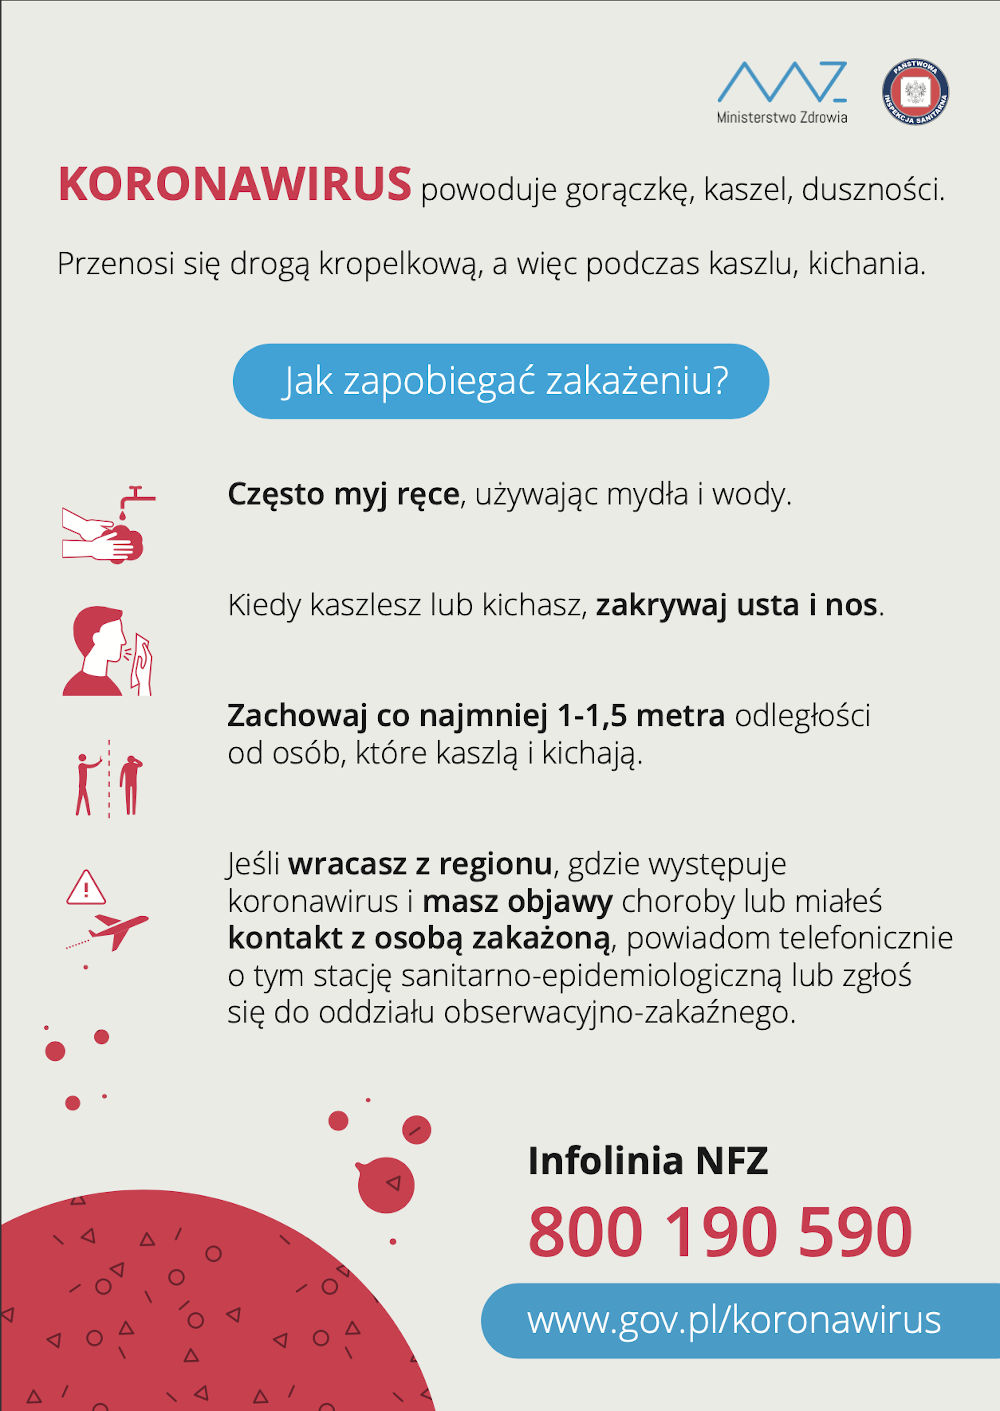 Ministerstwo Zdrowia
PAŃSTWOWA
INSPEKCJA SANITARNA
KORONAWIRUS powoduje gorączkę, kaszel, duszności.
Przenosi się drogą kropelkową, a więc podczas kaszlu, kichania.
Jak zapobiegać zakażeniu?
Często myj ręce, używając mydła i wody.
Kiedy kaszlesz lub kichasz, zakrywaj usta i nos.
Zachowaj co najmniej 1-1,5 metra odległości
od osób, które kaszlą i kichają.
Jeśli wracasz z regionu, gdzie występuje
koronawirus i masz objawy choroby lub miałeś
kontakt z osobą zakażoną, powiadom telefonicznie
o tym stację sanitarno-epidemiologiczną lub zgłoś
się do oddziału obserwacyjno-zakaźnego.
Infolinia NFZ
800 190 590
www.gov.pl/koronawirus